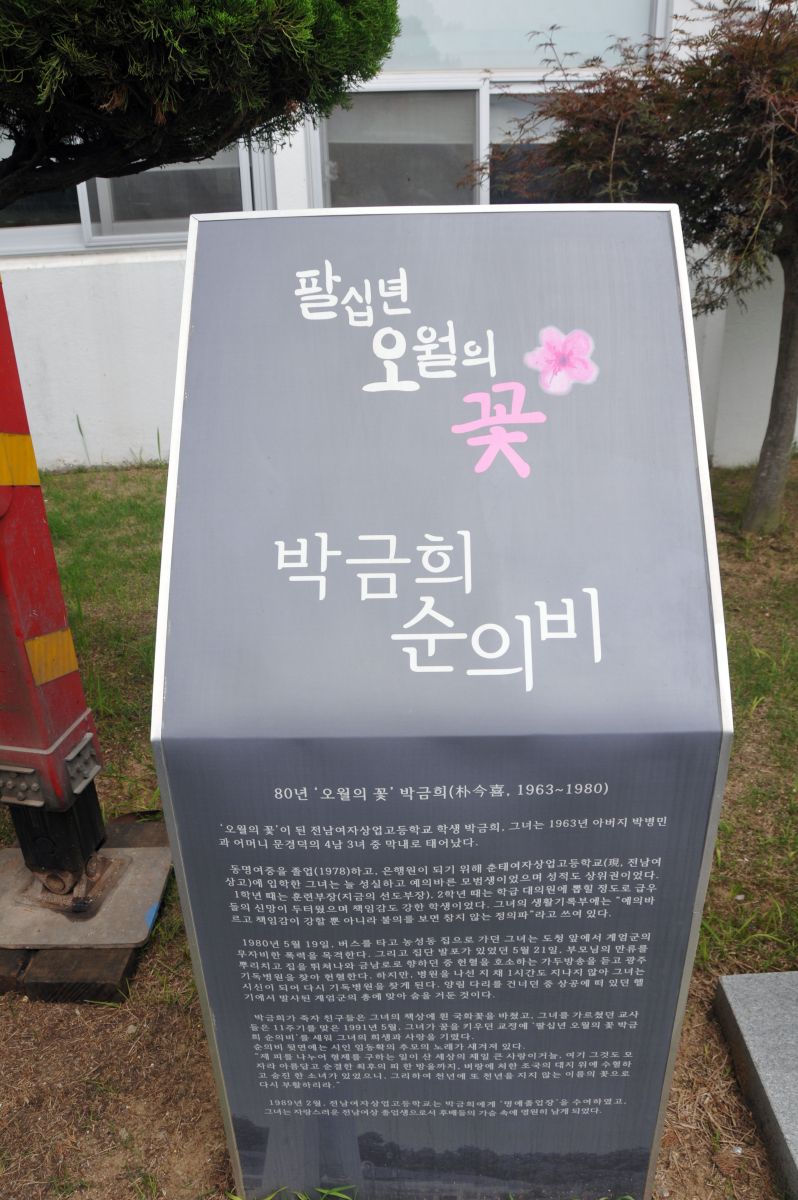 팔십년
오월의
꽃
박금희
순의비
80년 '오월의 꽃' 박금희(朴今喜, 1963~1980)
'오월의 꽃'이 된 전남여자상업고등학교 학생 박금희, 그녀는 1963년 아버지 박병민
과 어머니 문경덕의 4남 3녀 중 막내로 태어났다.
동명여중을 졸업(1978)하고, 은행원이 되기 위해 춘태여자상업고등학교(現, 전남여
상고)에 입학한 그녀는 늘 성실하고 예의바른 모범생이었으며 성적도 상위권이었다.
1학년 때는 훈련부장(지금의 선도부장), 2학년 때는 학급 대의원에 뽑힐 정도로 급우
들의 신망이 두터웠으며 책임감도 강한 학생이었다. 그녀의 생활기록부에는 "예의바
르고 책임감이 강할 뿐 아니라 불의를 보면 참지 않는 정의파"라고 쓰여 있다.
1980년 5월 19일, 버스를 타고 농성동 집으로 가던 그녀는 도청 앞에서 계엄군의
무자비한 폭력을 목격한다. 그리고 집단 발포가 있었던 5월 21일, 부모님의 만류를
뿌리치고 집을 뛰쳐나와 금남로로 향하던 중 헌혈을 호소하는 가두방송을 듣고 광주
기독병원을 찾아 헌혈한다. 하지만, 병원을 나선 지 채 1시간도 지나지 않아 그녀는
시신이 되어 다시 기독병원을 찾게 된다. 양림 다리를 건너던 중 상공에 떠 있던 헬
기에서 발사된 계엄군의 총에 맞아 숨을 거둔 것이다.
박금희가 죽자 친구들은 그녀의 책상에 흰 국화꽃을 바쳤고, 그녀를 가르쳤던 교사
들은 11주기를 맞은 1991년 5월, 그녀가 꿈을 키우던 교정에 '팔십년 오월의 꽃 박금
희 순의비'를 세워 그녀의 희생과 사랑을 기렸다.
순의비 뒷면에는 시인 임동확의 추모의 노래가 새겨져 있다.
"제 피를 나누어 형제를 구하는 일이 산 세상의 제일 큰 사랑이거늘, 여기 그것도 모
자라 아름답고 순결한 최후의 피 한 방울까지, 벼랑에 처한 조국의 대지 위에 수혈하
고 숨진 한 소녀가 있었으니, 그리하여 천년에 또 천년을 지지 않는 이름의 꽃으로
다시 부활하리라."
1989년 2월, 전남여자상업고등학교는 박금희에게 '명예졸업장'을 수여하였고,
그녀는 자랑스러운 전남여상 졸업생으로서 후배들의 가슴 속에 영원히 남게 되었다.